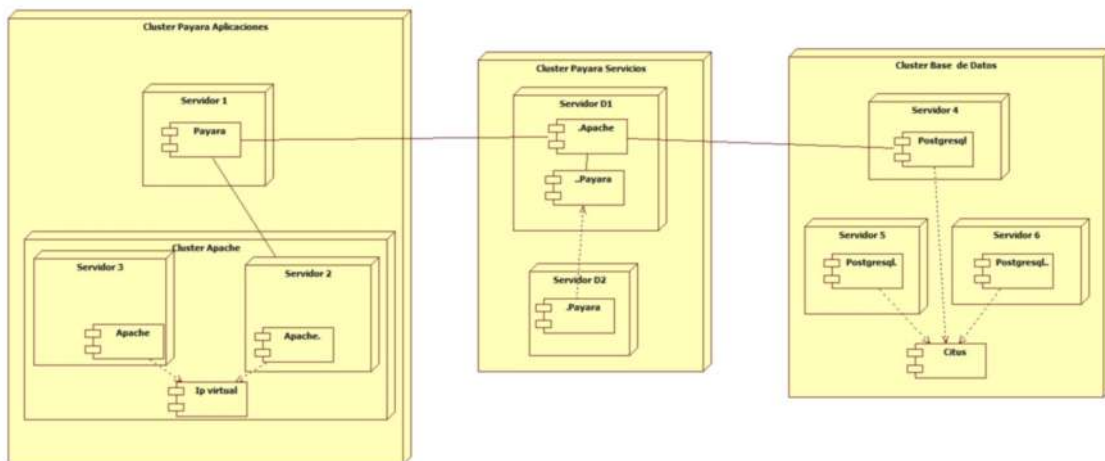 Cluster Payara Aplicaciones
Servidor 1
Payara
Cluster Apache
Servidor 3
Apache
Servidor 2
Apache.
Ip virtual
Cluster Payara Servicios
Servidor D1
.Apache
..Payara
Servidor D2
.Payara
Cluster Base de Datos
Servidor 4
Postgresql
Servidor 5
Postgresql.
Servidor 6
Postgresql..
Citus